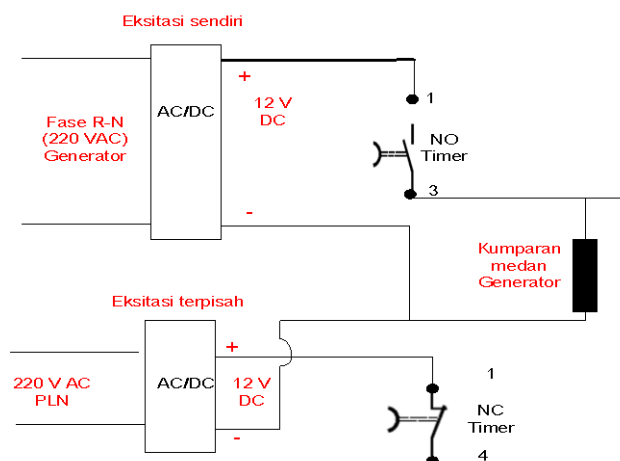 Eksitasi sendiri
AC/DC
+
12 V
DC
-
Fase R-N
(220 VAC)
Generator
1
NO
Timer
3
Kumparan
medan
Generator
Eksitasi terpisah
220 V AC
PLN
AC/DC
+
12 V
DC
-
1
NC
Timer
4